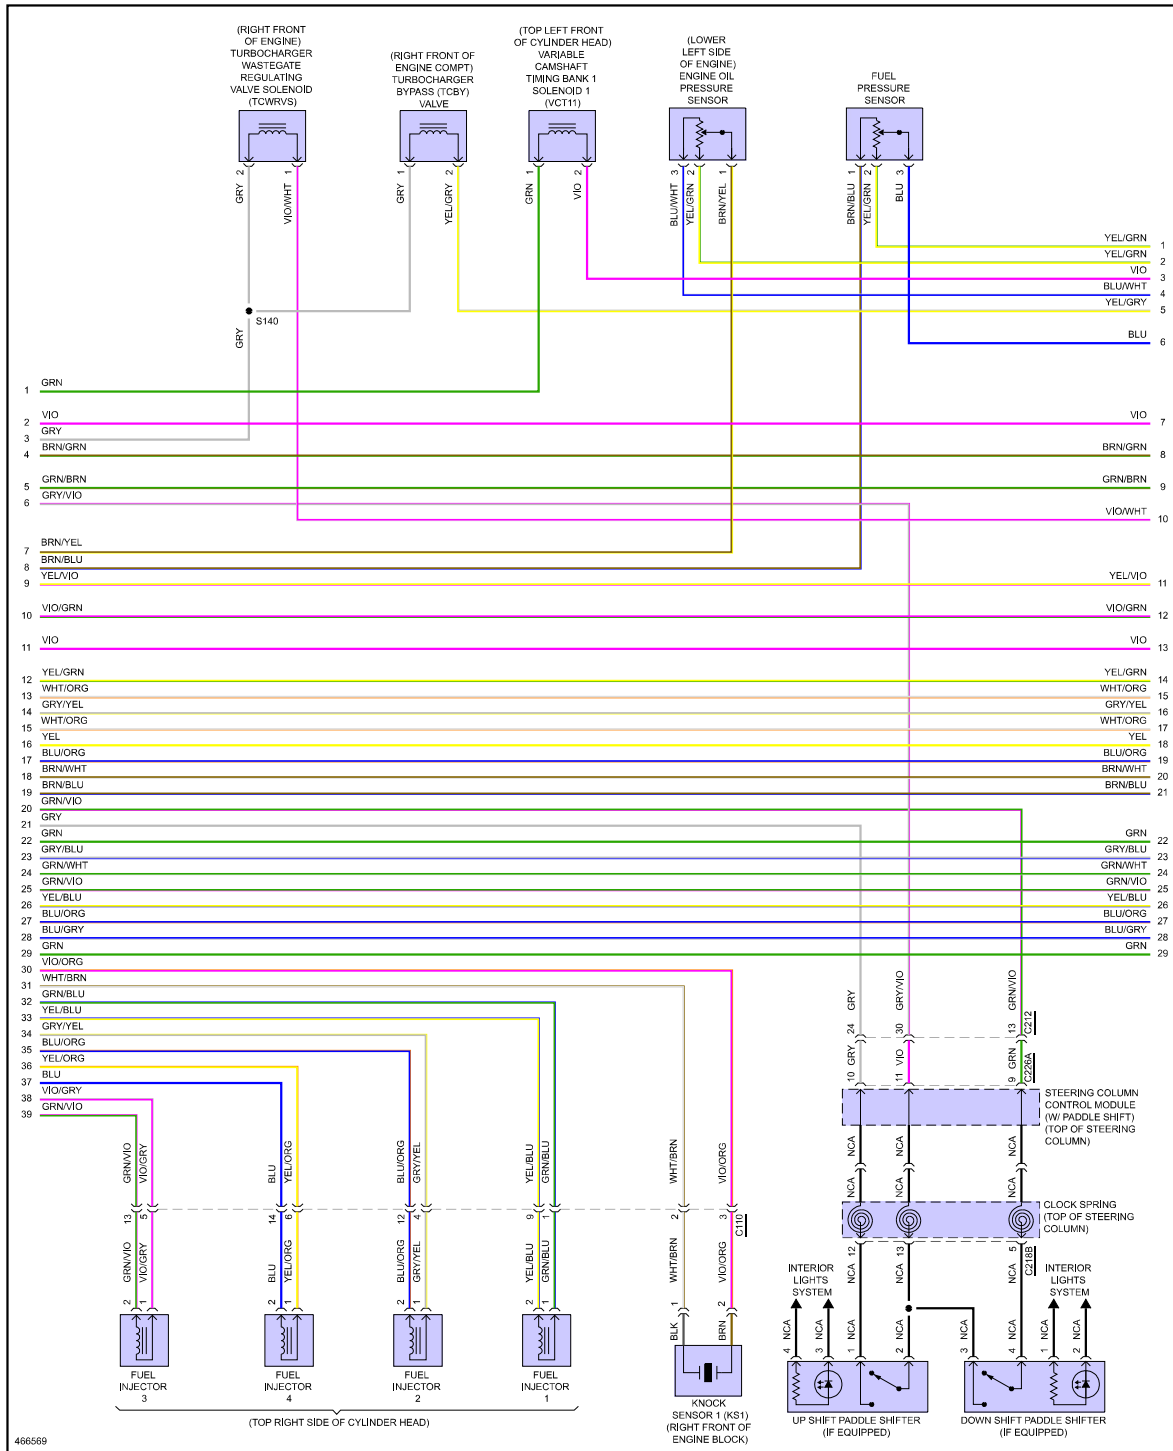 (RIGHT FRONT
OF ENGINE)
TURBOCHARGER
WASTEGATE
REGULATING
VALVE SOLENOID
(TCWRVS)
(RIGHT FRONT OF
ENGINE COMPT)
TURBOCHARGER
BYPASS (TCBY)
VALVE
(TOP LEFT FRONT
OF CYLINDER HEAD)
VARIABLE
CAMSHAFT
TIMING BANK 1
SOLENOID 1
(VCT11)
(LOWER
LEFT SIDE
OF ENGINE)
ENGINE OIL
PRESSURE
SENSOR
FUEL
PRESSURE
SENSOR
2 1 1 2 1 2 3 2 1 1 2 3
GRY VIO/WHT GRY YEL/GRY GRN VIO BLU/WHT YEL/GRN BRN/YEL BRN/BLU YEL/GRN BLU
YEL/GRN 1
YEL/GRN 2
VIO 3
BLU/WHT 4
YEL/GRY 5
S140
GRY
BLU 6
1 GRN
2 VIO VIO 7
3 GRY
4 BRN/GRN BRN/GRN 8
5 GRN/BRN GRN/BRN 9
6 GRY/VIO
VIO/WHT 10
7 BRN/YEL
8 BRN/BLU
9 YEL/VIO YEL/VIO 11
10 VIO/GRN VIO/GRN 12
11 VIO VIO 13
12 YEL/GRN YEL/GRN 14
13 WHT/ORG WHT/ORG 15
14 GRY/YEL GRY/YEL 16
15 WHT/ORG WHT/ORG 17
16 YEL YEL 18
17 BLU/ORG BLU/ORG 19
18 BRN/WHT BRN/WHT 20
19 BRN/BLU BRN/BLU 21
20 GRN/VIO
21 GRY
22 GRN GRN 22
23 GRY/BLU GRY/BLU 23
24 GRN/WHT GRN/WHT 24
25 GRN/VIO GRN/VIO 25
26 YEL/BLU YEL/BLU 26
27 BLU/ORG BLU/ORG 27
28 BLU/GRY BLU/GRY 28
29 GRN GRN 29
30 VIO/ORG
31 WHT/BRN
32 GRN/BLU
33 YEL/BLU
34 GRY/YEL
35 BLU/ORG
36 YEL/ORG
37 BLU
38 VIO/GRY
39 GRN/VIO
GRY GRY/VIO GRN/VIO
24 30 13 C212
GRY VIO GRN
10 11 9 C226A
STEERING COLUMN
CONTROL MODULE
(W/ PADDLE SHIFT)
(TOP OF STEERING
COLUMN)
NCA NCA NCA
NCA NCA NCA
CLOCK SPRING
(TOP OF STEERING
COLUMN)
12 13 5 C218B
NCA NCA NCA
GRN/VIO VIO/GRY BLU YEL/ORG BLU/ORG GRY/YEL YEL/BLU GRN/BLU WHT/BRN VIO/ORG
13 5 14 6 12 4 9 1 2 3 C110
GRN/VIO VIO/GRY BLU YEL/ORG BLU/ORG GRY/YEL YEL/BLU GRN/BLU WHT/BRN VIO/ORG
2 1 2 1 2 1 2 1 1 2
BLK BRN
INTERIOR
LIGHTS
SYSTEM
INTERIOR
LIGHTS
SYSTEM
NCA NCA NCA NCA NCA NCA NCA NCA
4 3 1 2 3 4 1 2
FUEL
INJECTOR
3
FUEL
INJECTOR
4
FUEL
INJECTOR
2
FUEL
INJECTOR
1
(TOP RIGHT SIDE OF CYLINDER HEAD)
KNOCK
SENSOR 1 (KS1)
(RIGHT FRONT OF
ENGINE BLOCK)
UP SHIFT PADDLE SHIFTER
(IF EQUIPPED)
DOWN SHIFT PADDLE SHIFTER
(IF EQUIPPED)
466569